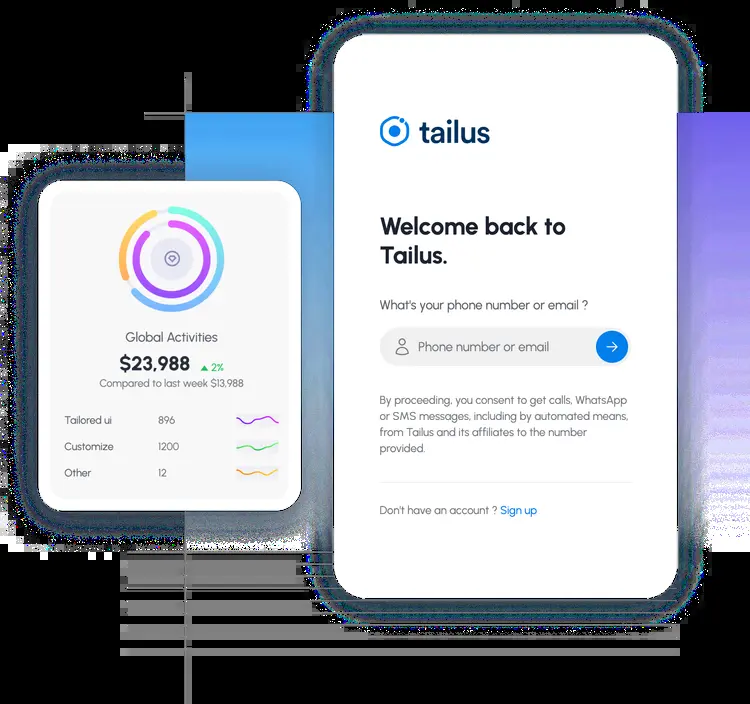 tailus
Welcome back to
Tailus.
What's your phone number or email ?
Phone number or email
By proceeding, you consent to get calls, WhatsApp
or SMS messages, including by automated means,
from Tailus and its affiliates to the number
provided.
Don't have an account ? Sign up
Global Activities
$23,988 2%
Compared to last week $13,988
Tailored ui 896
Customize 1200
Other 12